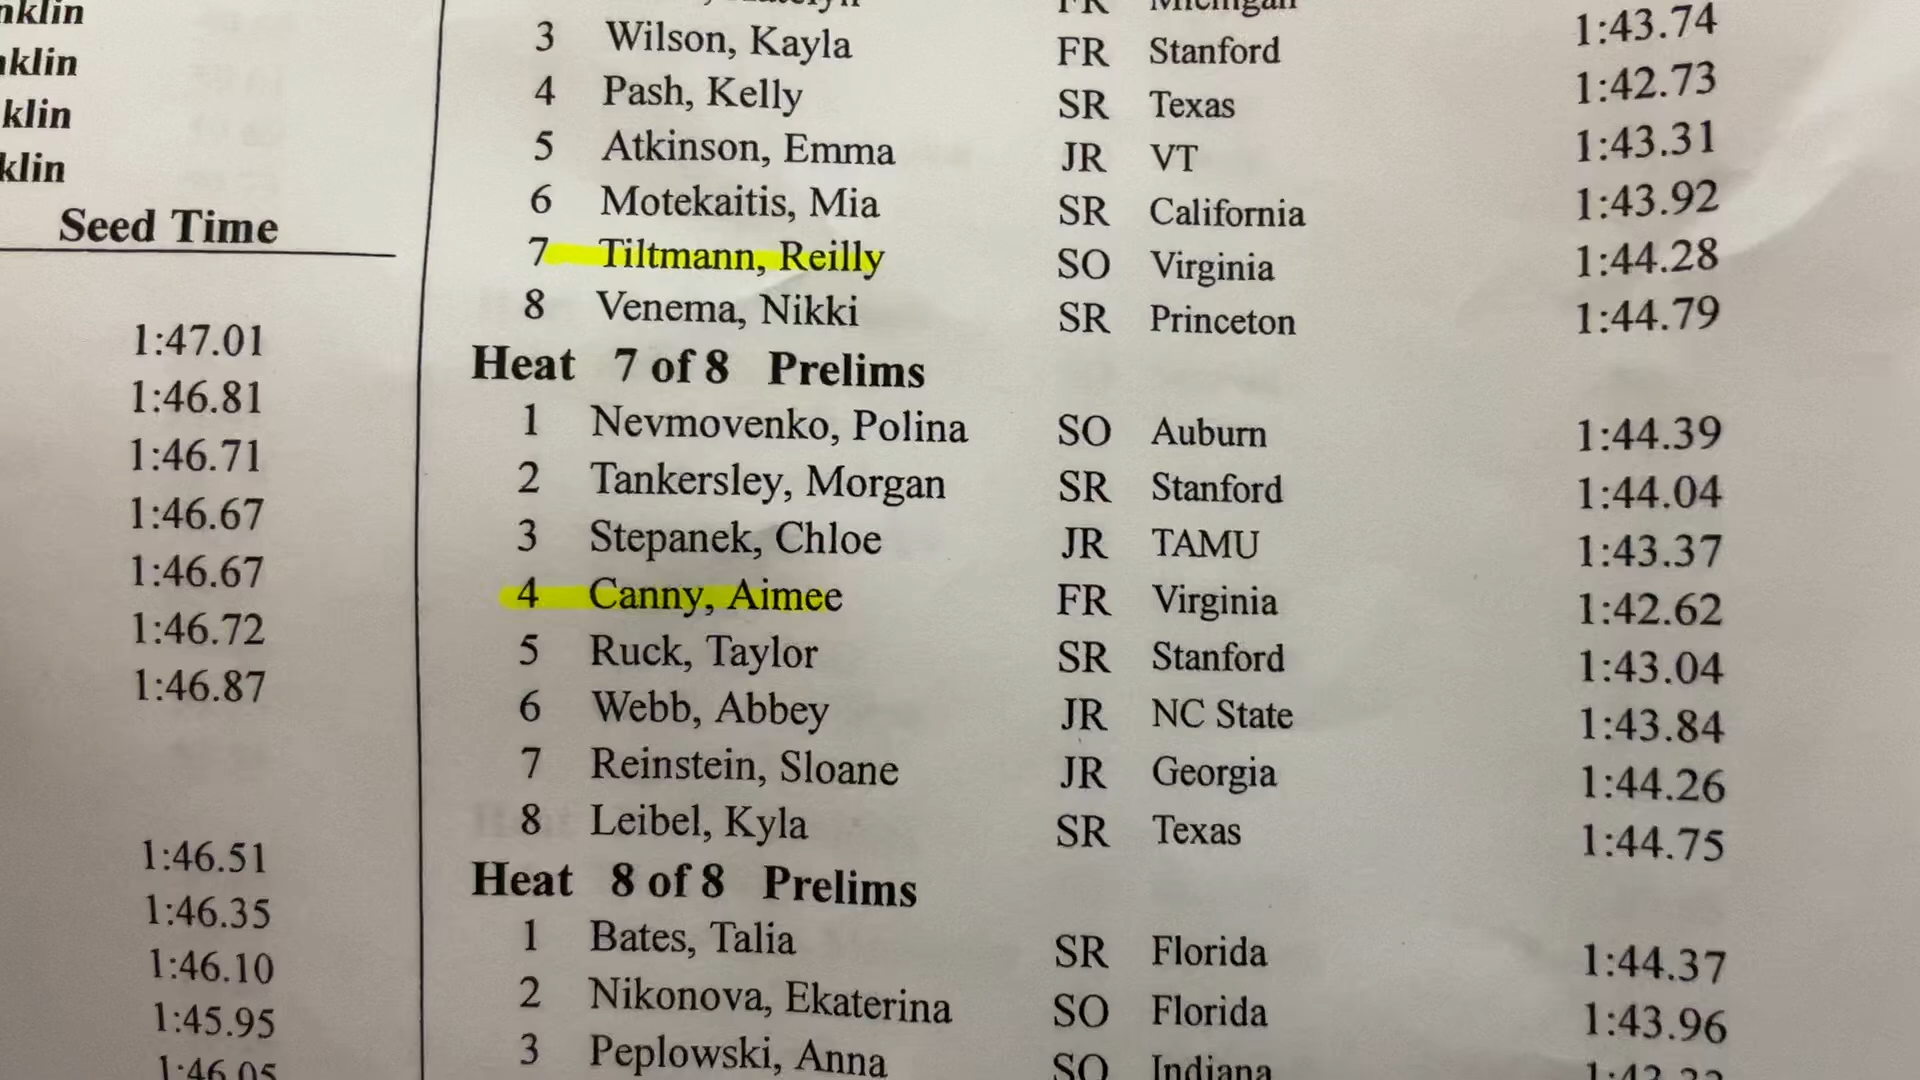 klin
klin
klin
klin
Seed Time
1:47.01
1:46.81
1:46.71
1:46.67
1:46.67
1:46.72
1:46.87
1:46.51
1:46.35
1:46.10
1:45.95
1:46.05
FR Michigan
3 Wilson, Kayla FR Stanford 1:43.74
4 Pash, Kelly SR Texas 1:42.73
5 Atkinson, Emma JR VT 1:43.31
6 Motekaitis, Mia SR California 1:43.92
7 Tiltmann, Reilly SO Virginia 1:44.28
8 Venema, Nikki SR Princeton 1:44.79
Heat 7 of 8 Prelims
1 Nevmovenko, Polina SO Auburn 1:44.39
2 Tankersley, Morgan SR Stanford 1:44.04
3 Stepanek, Chloe JR TAMU 1:43.37
4 Canny, Aimee FR Virginia 1:42.62
5 Ruck, Taylor SR Stanford 1:43.04
6 Webb, Abbey JR NC State 1:43.84
7 Reinstein, Sloane JR Georgia 1:44.26
8 Leibel, Kyla SR Texas 1:44.75
Heat 8 of 8 Prelims
1 Bates, Talia SR Florida 1:44.37
2 Nikonova, Ekaterina SO Florida 1:43.96
3 Peplowski, Anna SO Indiana